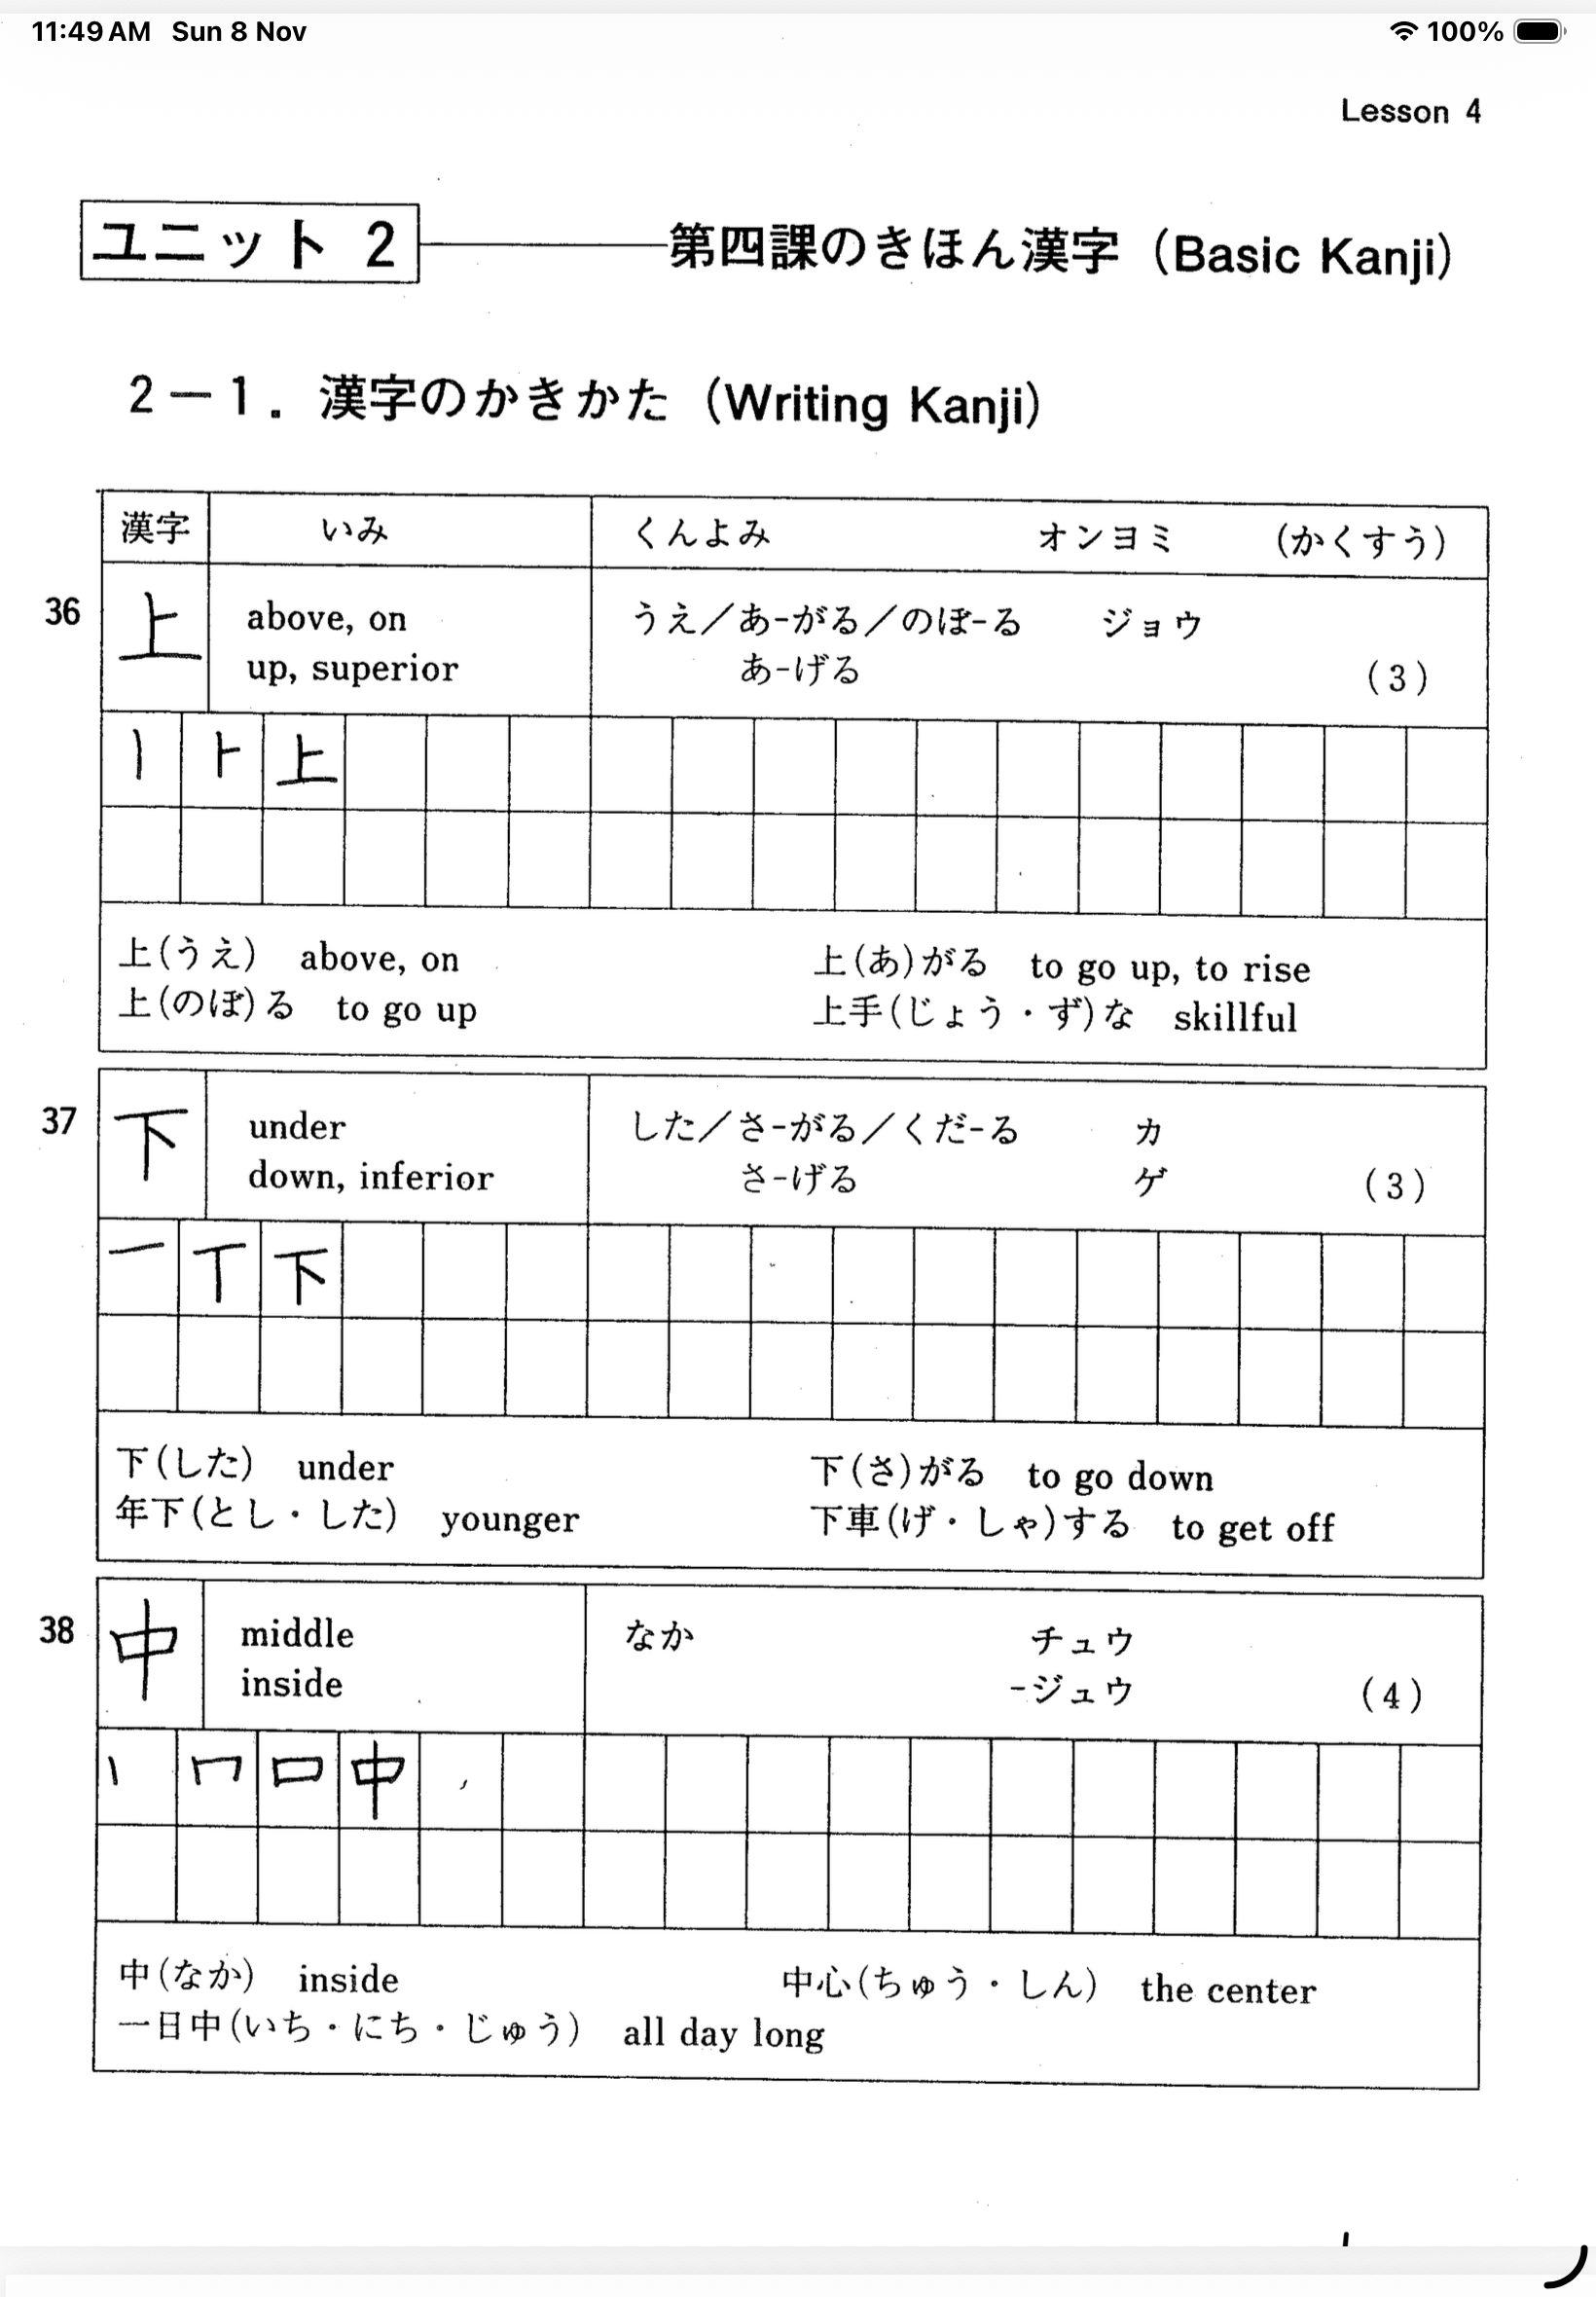 11:49 AM Sun 8 Nov 100%
Lesson 4
ユニット 2 第四課のきほん漢字（Basic Kanji）
2－1．漢字のかきかた（Writing Kanji）
漢字 いみ くんよみ オンヨミ （かくすう）
36 上 above, on うえ／あ-がる／のぼ-る ジョウ
up, superior あ-げる （3）
丨 ⺊ 上
上（うえ） above, on 上（あ）がる to go up, to rise
上（のぼ）る to go up 上手（じょう・ず）な skillful
37 下 under した／さ-がる／くだ-る カ
down, inferior さ-げる ゲ （3）
一 丅 下
下（した） under 下（さ）がる to go down
年下（とし・した） younger 下車（げ・しゃ）する to get off
38 中 middle なか チュウ
inside -ジュウ （4）
丨 冂 口 中
中（なか） inside 中心（ちゅう・しん） the center
一日中（いち・にち・じゅう） all day long